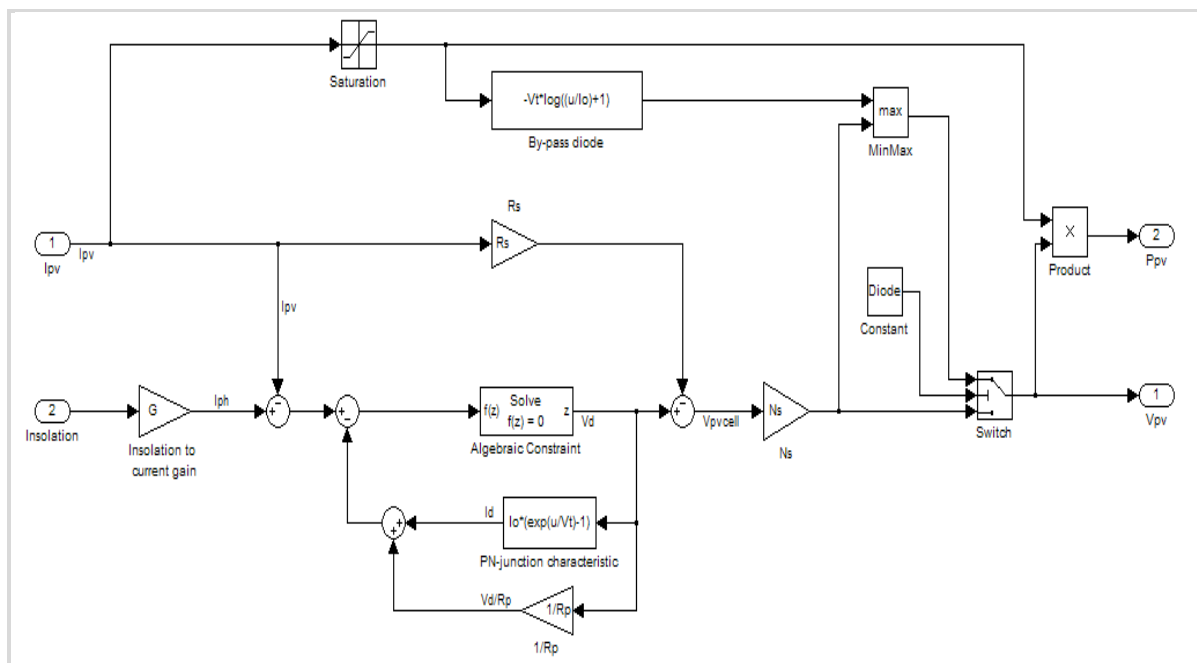 Saturation
-Vt*log((u/Io)+1)
By-pass diode
max
MinMax
Rs
Rs
1
Ipv
Ipv
Ipv
X
Product
2
Ppv
Diode
Constant
2
Insolation
G
Iph
Insolation to
current gain
Solve
f(z)
f(z) = 0
z
Vd
Algebraic Constraint
Vpvcell
Ns
Ns
Switch
1
Vpv
Id
Io*(exp(u/Vt)-1)
PN-junction characteristic
Vd/Rp
1/Rp
1/Rp